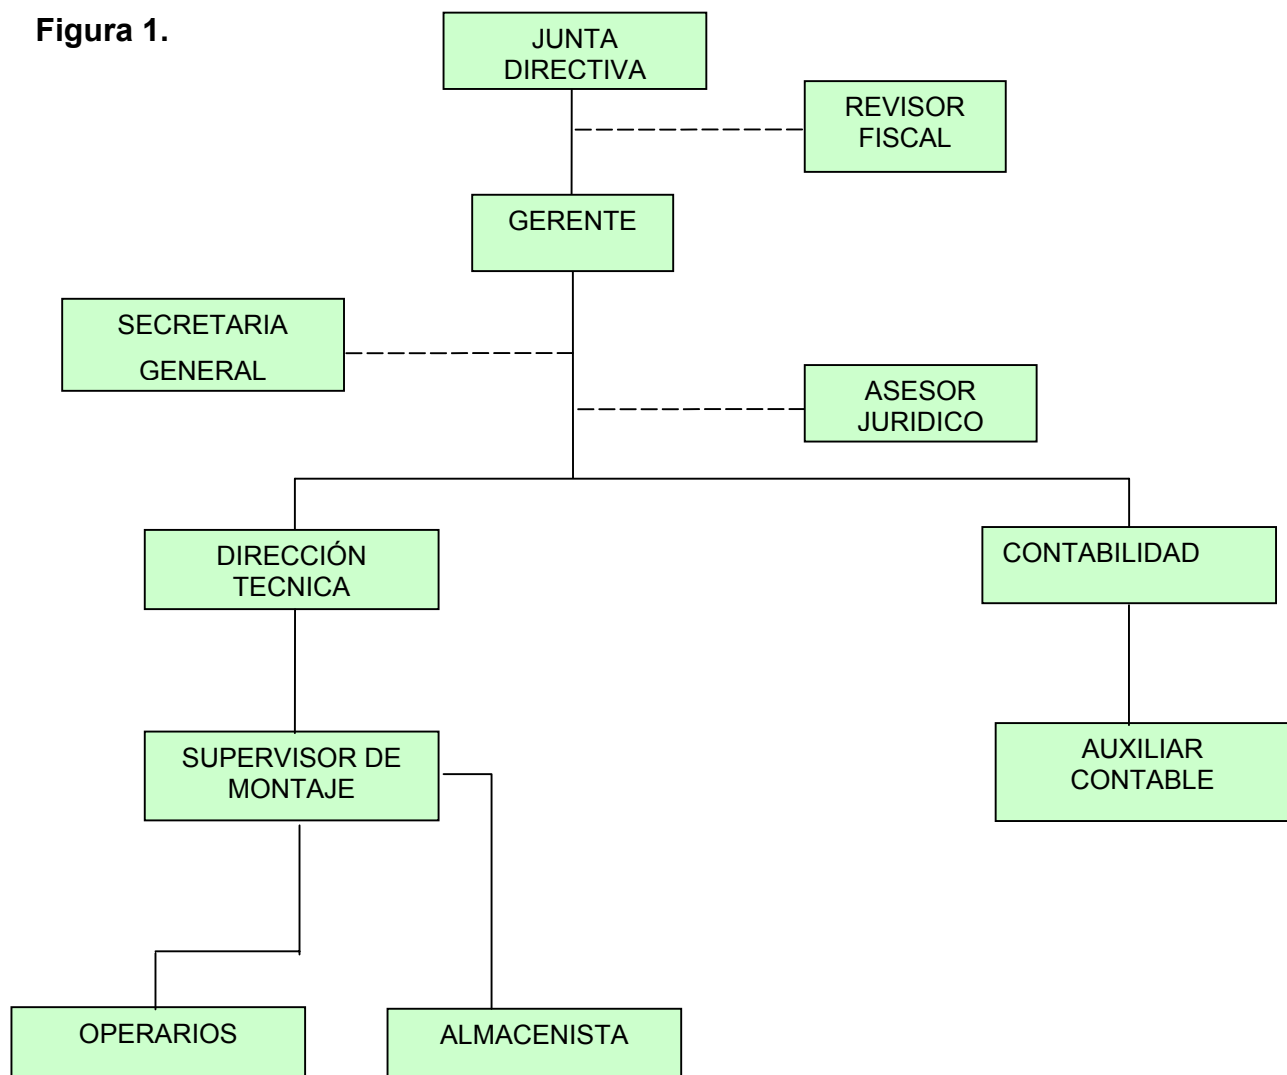 Figura 1.
JUNTA
DIRECTIVA
REVISOR
FISCAL
GERENTE
SECRETARIA
GENERAL
ASESOR
JURIDICO
DIRECCIÓN
TECNICA
CONTABILIDAD
SUPERVISOR DE
MONTAJE
AUXILIAR
CONTABLE
OPERARIOS
ALMACENISTA